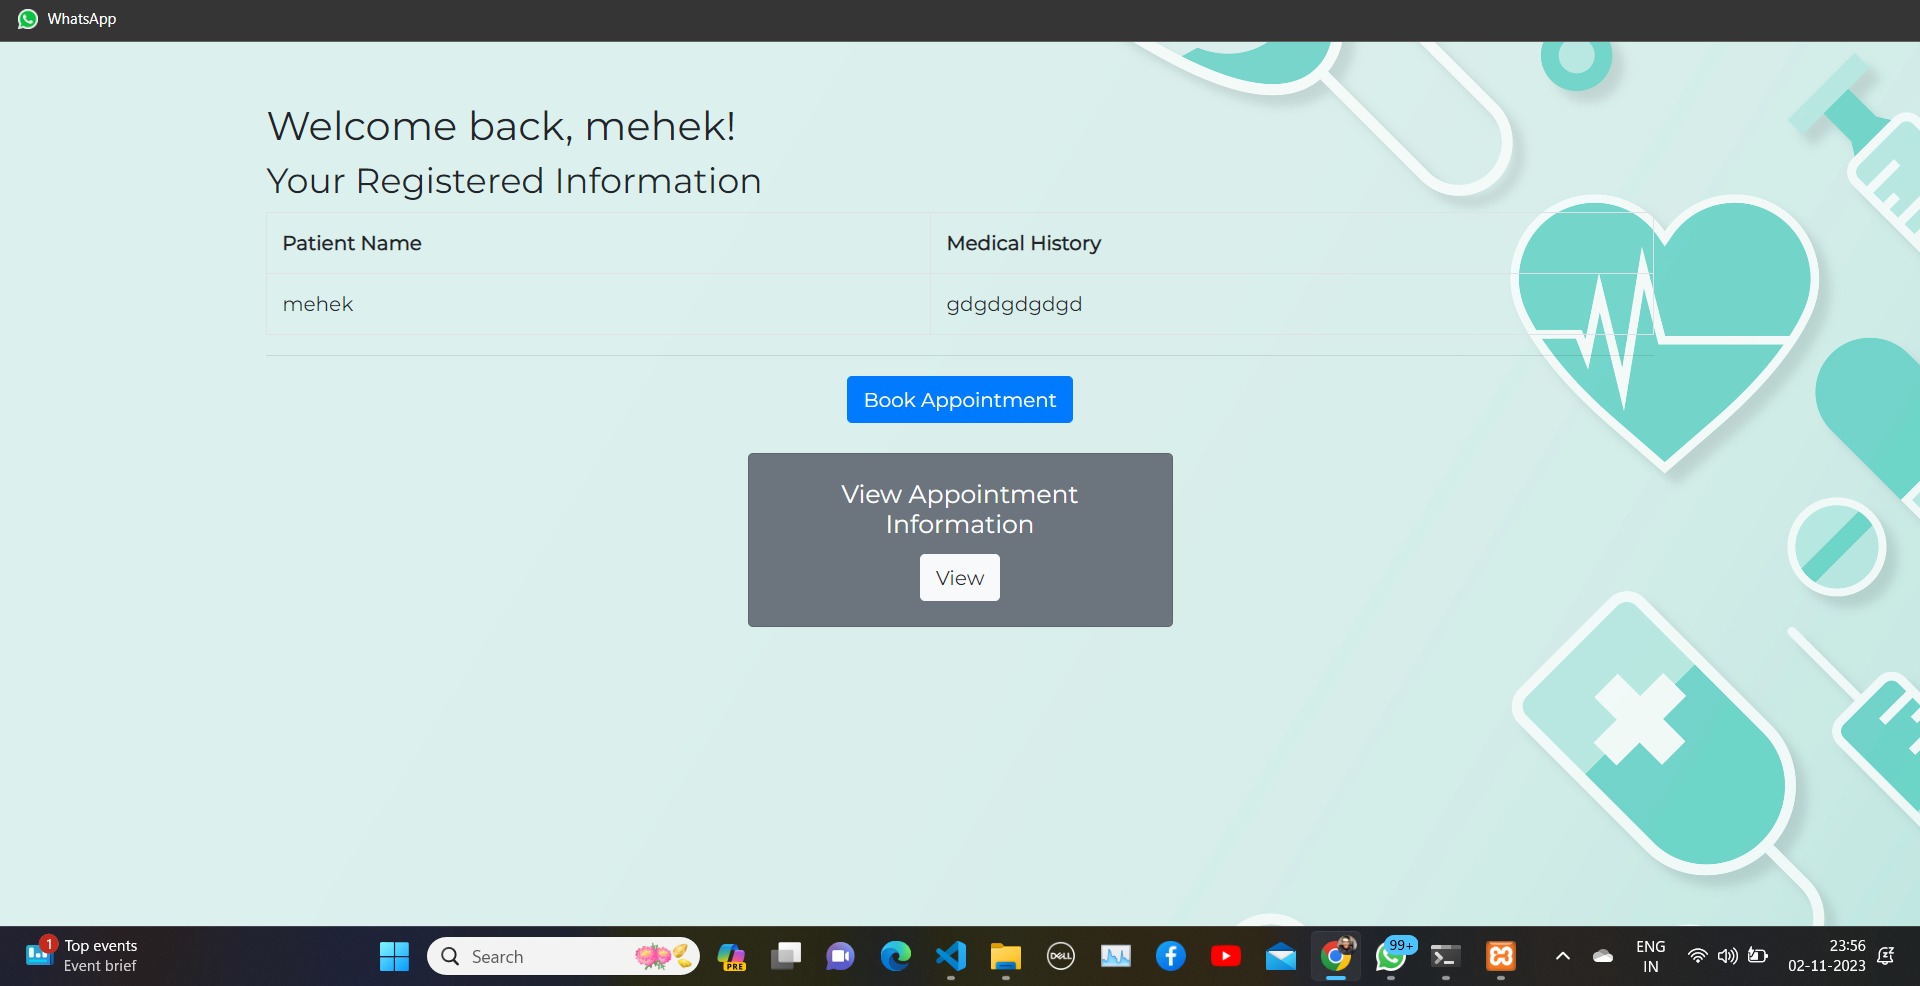 WhatsApp
Welcome back, mehek!
Your Registered Information
Patient Name Medical History
mehek gdgdgdgdgd
Book Appointment
View Appointment
Information
View
1
Top events
Event brief
Search
PRE
DELL
99+
ENG
IN
23:56
02-11-2023